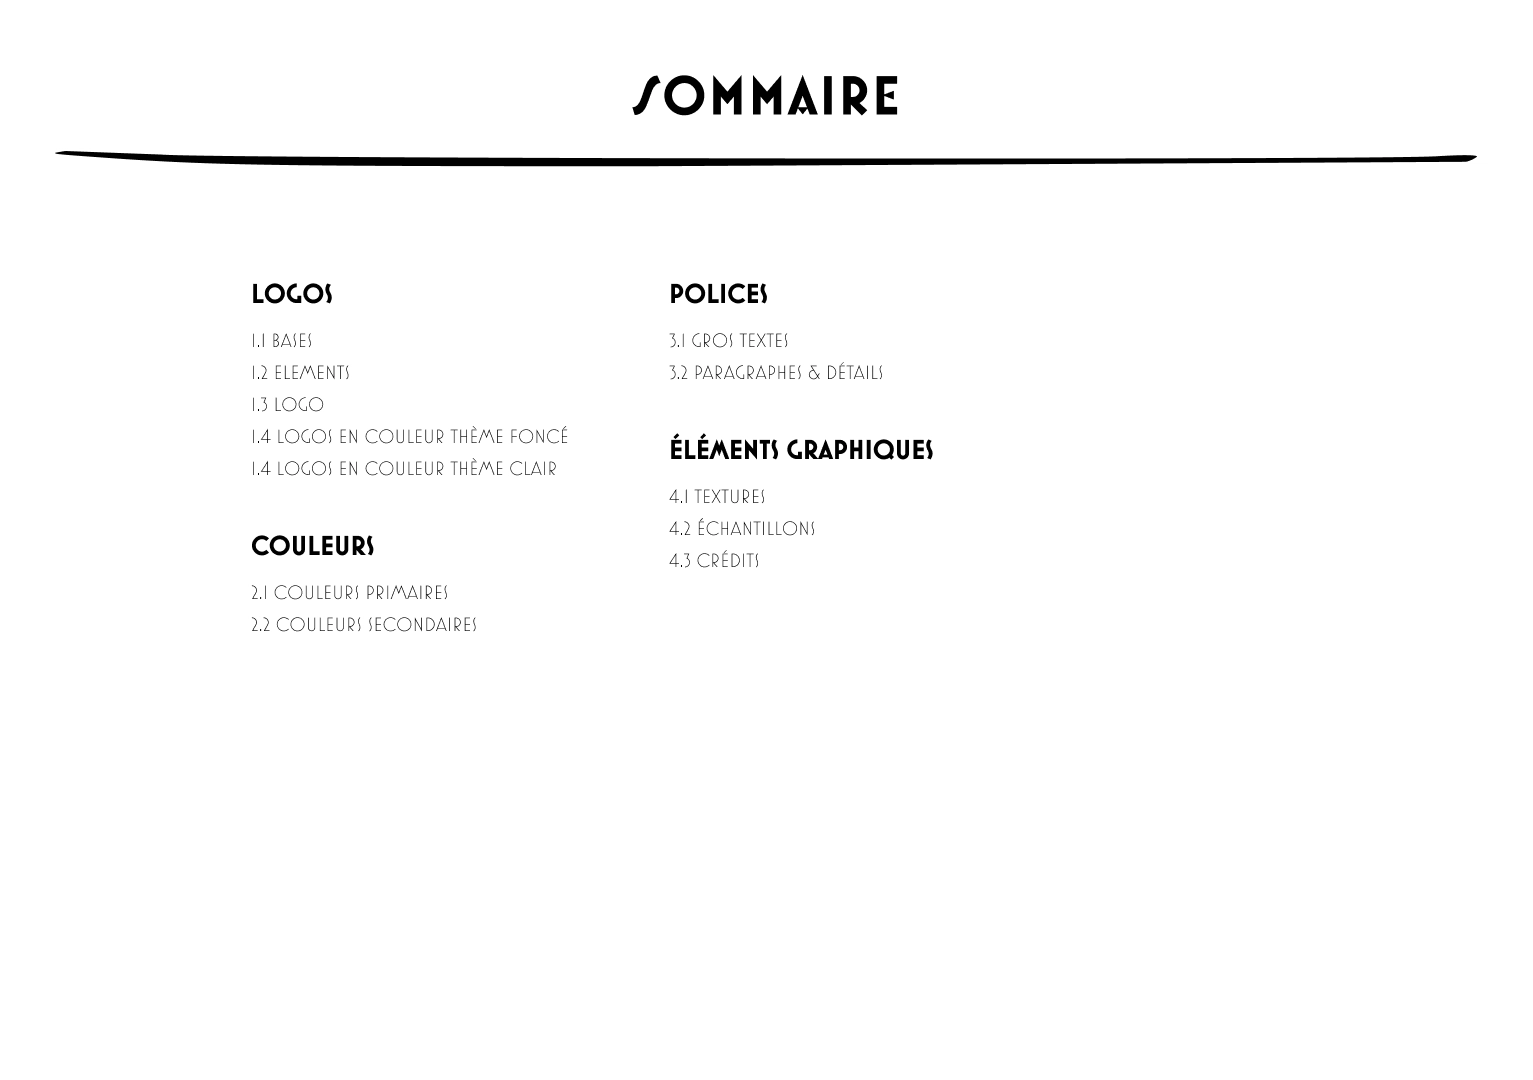 SOMMAIRE
LOGOS
1.1 BASES
1.2 ELEMENTS
1.3 LOGO
1.4 LOGOS EN COULEUR THÈME FONCÉ
1.4 LOGOS EN COULEUR THÈME CLAIR
COULEURS
2.1 COULEURS PRIMAIRES
2.2 COULEURS SECONDAIRES
POLICES
3.1 GROS TEXTES
3.2 PARAGRAPHES & DÉTAILS
ÉLÉMENTS GRAPHIQUES
4.1 TEXTURES
4.2 ÉCHANTILLONS
4.3 CRÉDITS